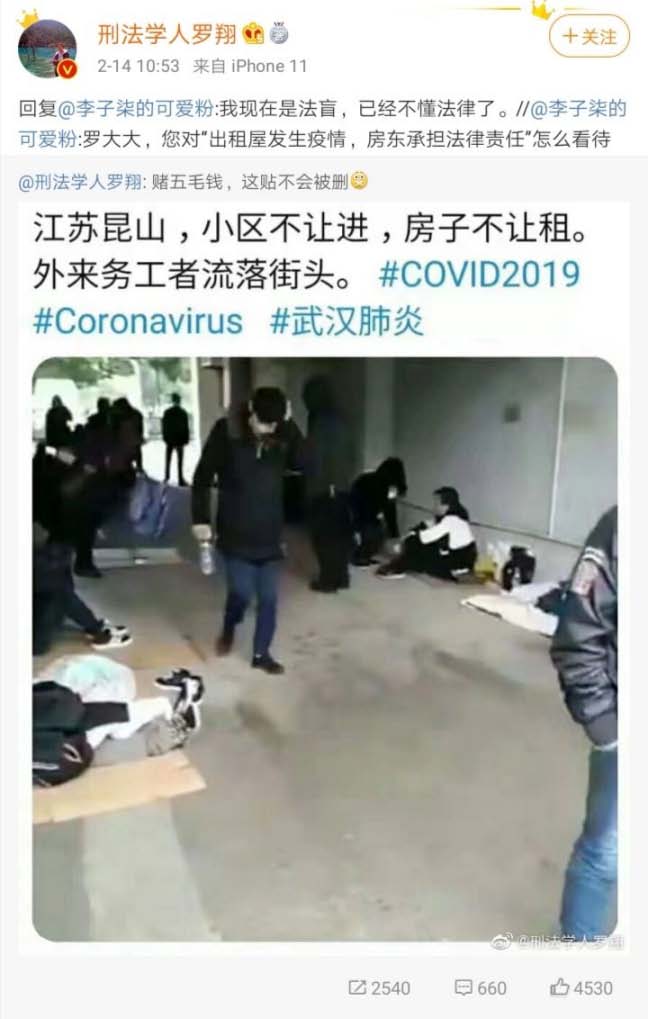 刑法学人罗翔
2-14 10:53 来自 iPhone 11
+关注
回复@李子柒的可爱粉:我现在是法盲，已经不懂法律了。//@李子柒的
可爱粉:罗大大，您对“出租屋发生疫情，房东承担法律责任”怎么看待
@刑法学人罗翔: 赌五毛钱，这贴不会被删
江苏昆山，小区不让进，房子不让租。
外来务工者流落街头。 #COVID2019
#Coronavirus #武汉肺炎
@刑法学人罗翔
2540 660 4530